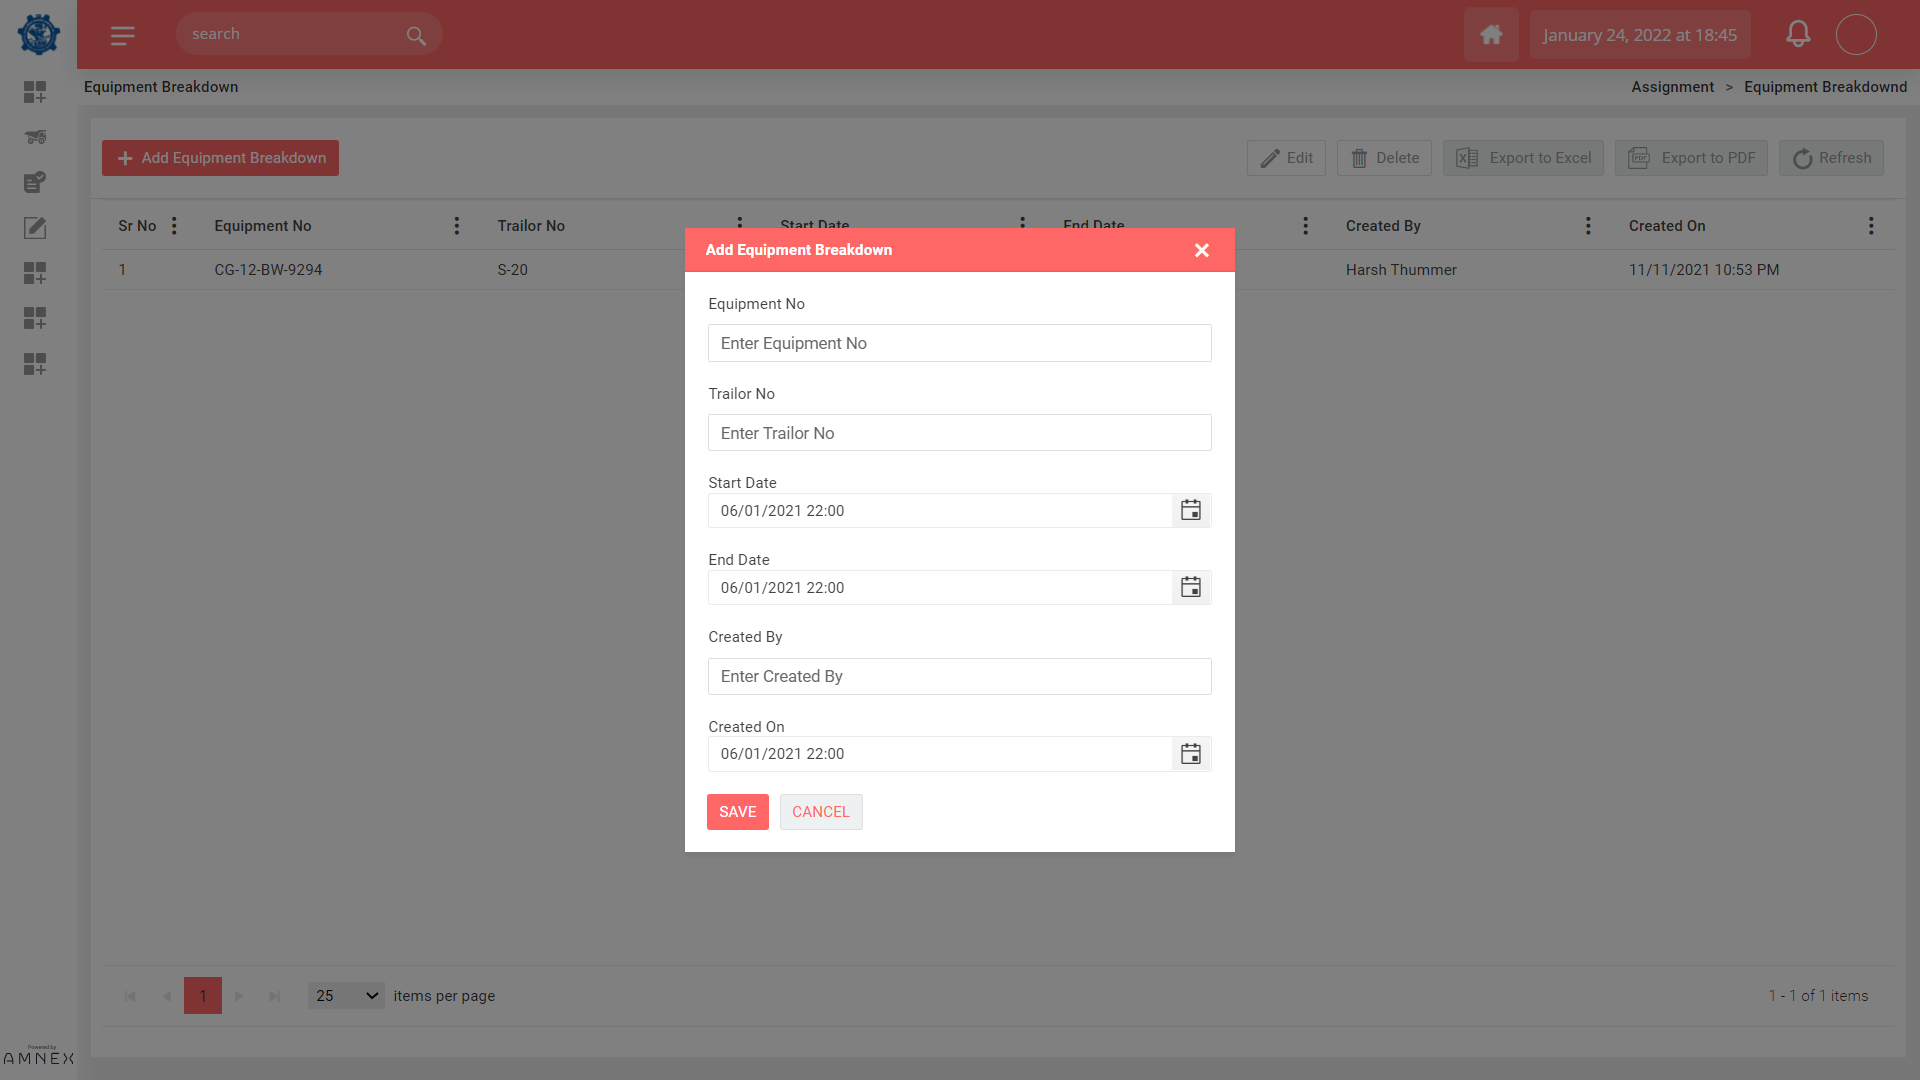 search
January 24, 2022 at 18:45
Equipment Breakdown
Assignment > Equipment Breakdownd
Add Equipment Breakdown
Edit
Delete
Export to Excel
Export to PDF
Refresh
Sr No Equipment No Trailor No Start Date End Date Created By Created On
1 CG-12-BW-9294 S-20 Harsh Thummer 11/11/2021 10:53 PM
Add Equipment Breakdown
Equipment No
Enter Equipment No
Trailor No
Enter Trailor No
Start Date
06/01/2021 22:00
End Date
06/01/2021 22:00
Created By
Enter Created By
Created On
06/01/2021 22:00
SAVE CANCEL
1 25 items per page
1 - 1 of 1 items
Powered by
AMNEX